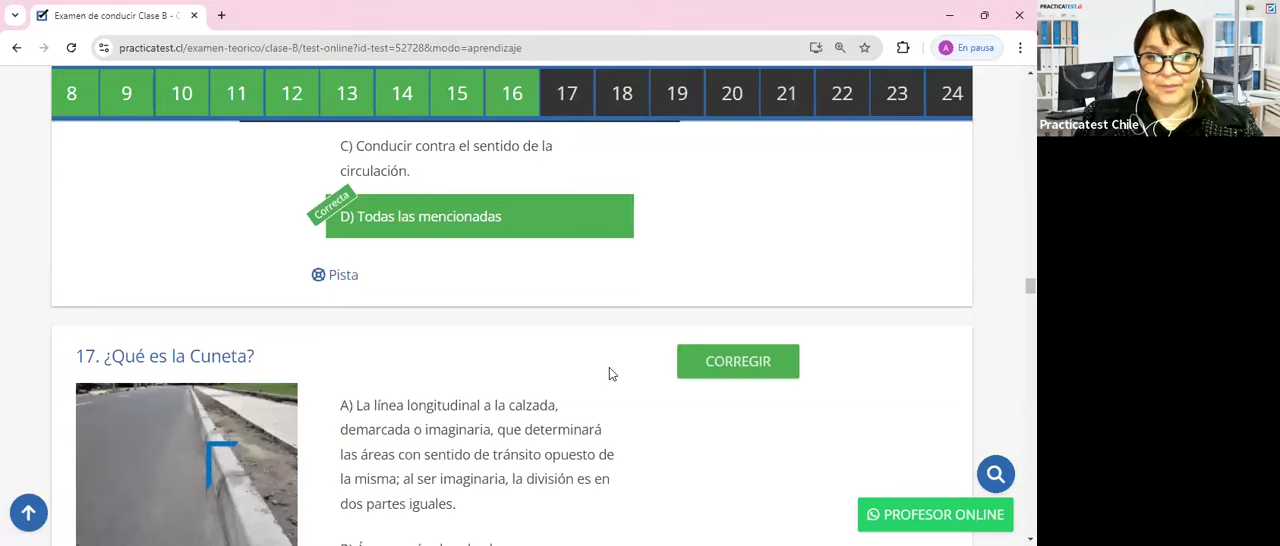 Examen de conducir Clase B - C
practicatest.cl/examen-teorico/clase-B/test-online?id-test=52728&modo=aprendizaje
A
En pausa
8 9 10 11 12 13 14 15 16 17 18 19 20 21 22 23 24
C) Conducir contra el sentido de la
circulación.
Correcta
D) Todas las mencionadas
Pista
17. ¿Qué es la Cuneta?
CORREGIR
A) La línea longitudinal a la calzada,
demarcada o imaginaria, que determinará
las áreas con sentido de tránsito opuesto de
la misma; al ser imaginaria, la división es en
dos partes iguales.
PROFESOR ONLINE
PRACTICATEST.CL
Practicatest Chile